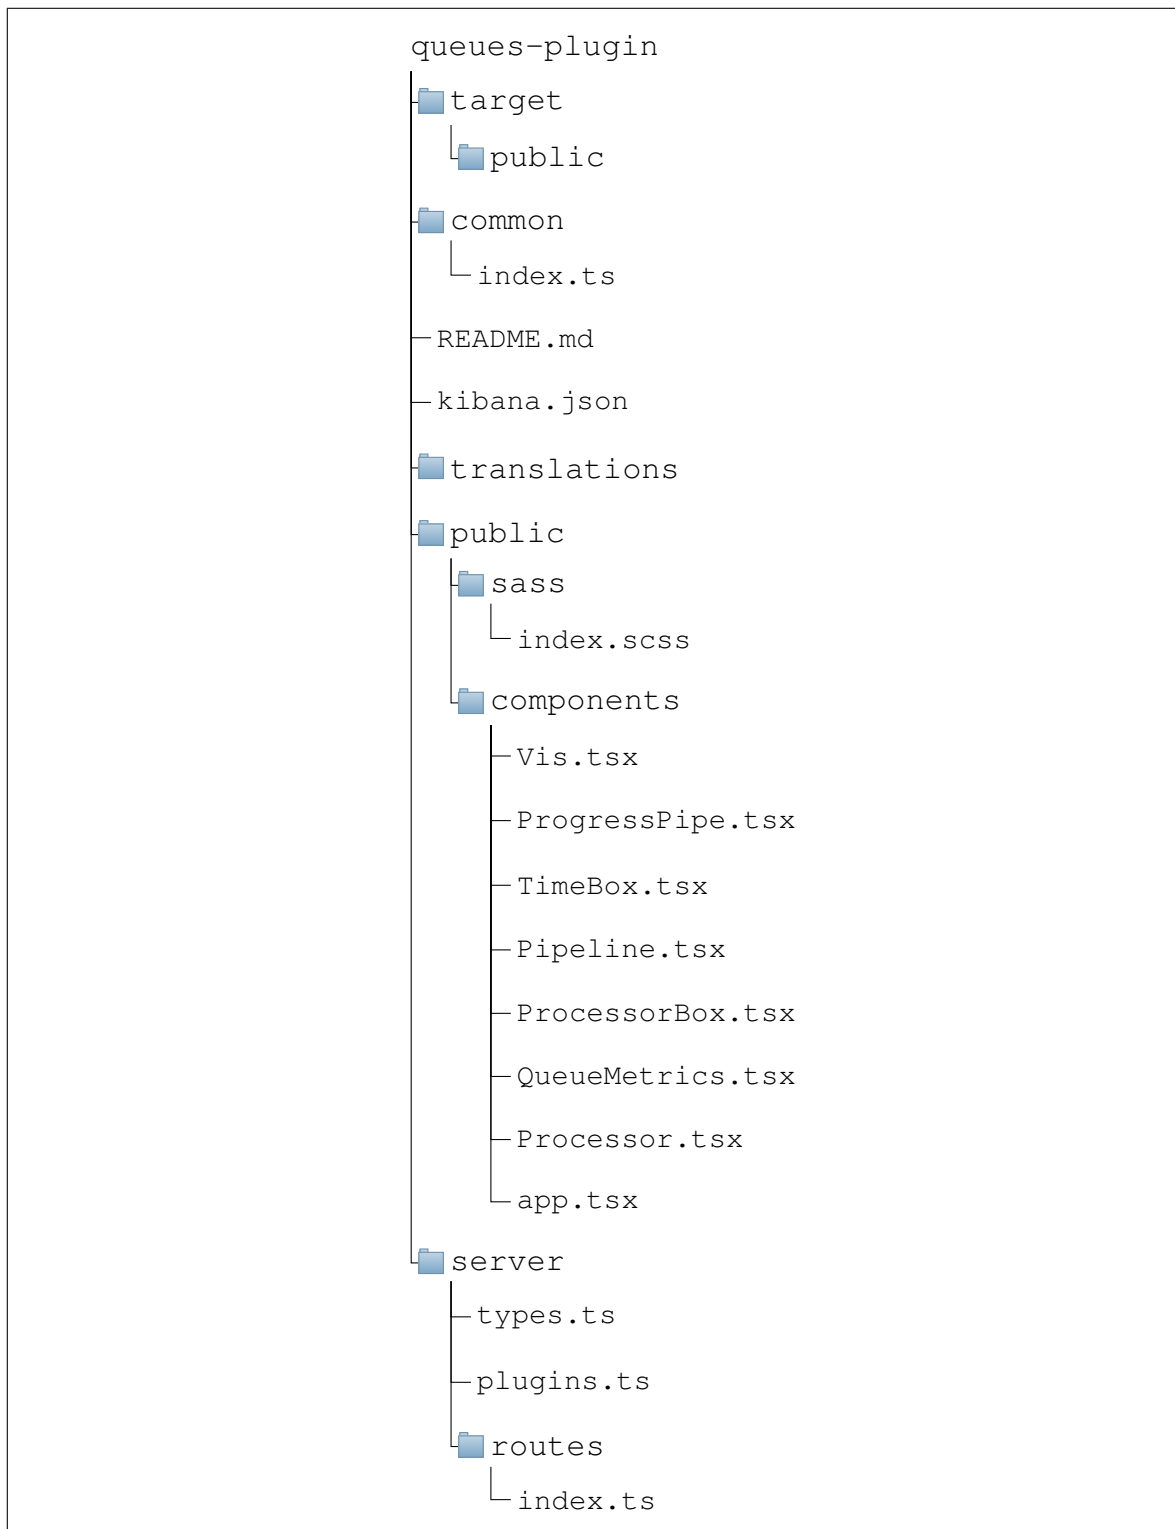 queues-plugin
target
public
common
index.ts
README.md
kibana.json
translations
public
sass
index.scss
components
Vis.tsx
ProgressPipe.tsx
TimeBox.tsx
Pipeline.tsx
ProcessorBox.tsx
QueueMetrics.tsx
Processor.tsx
app.tsx
server
types.ts
plugins.ts
routes
index.ts